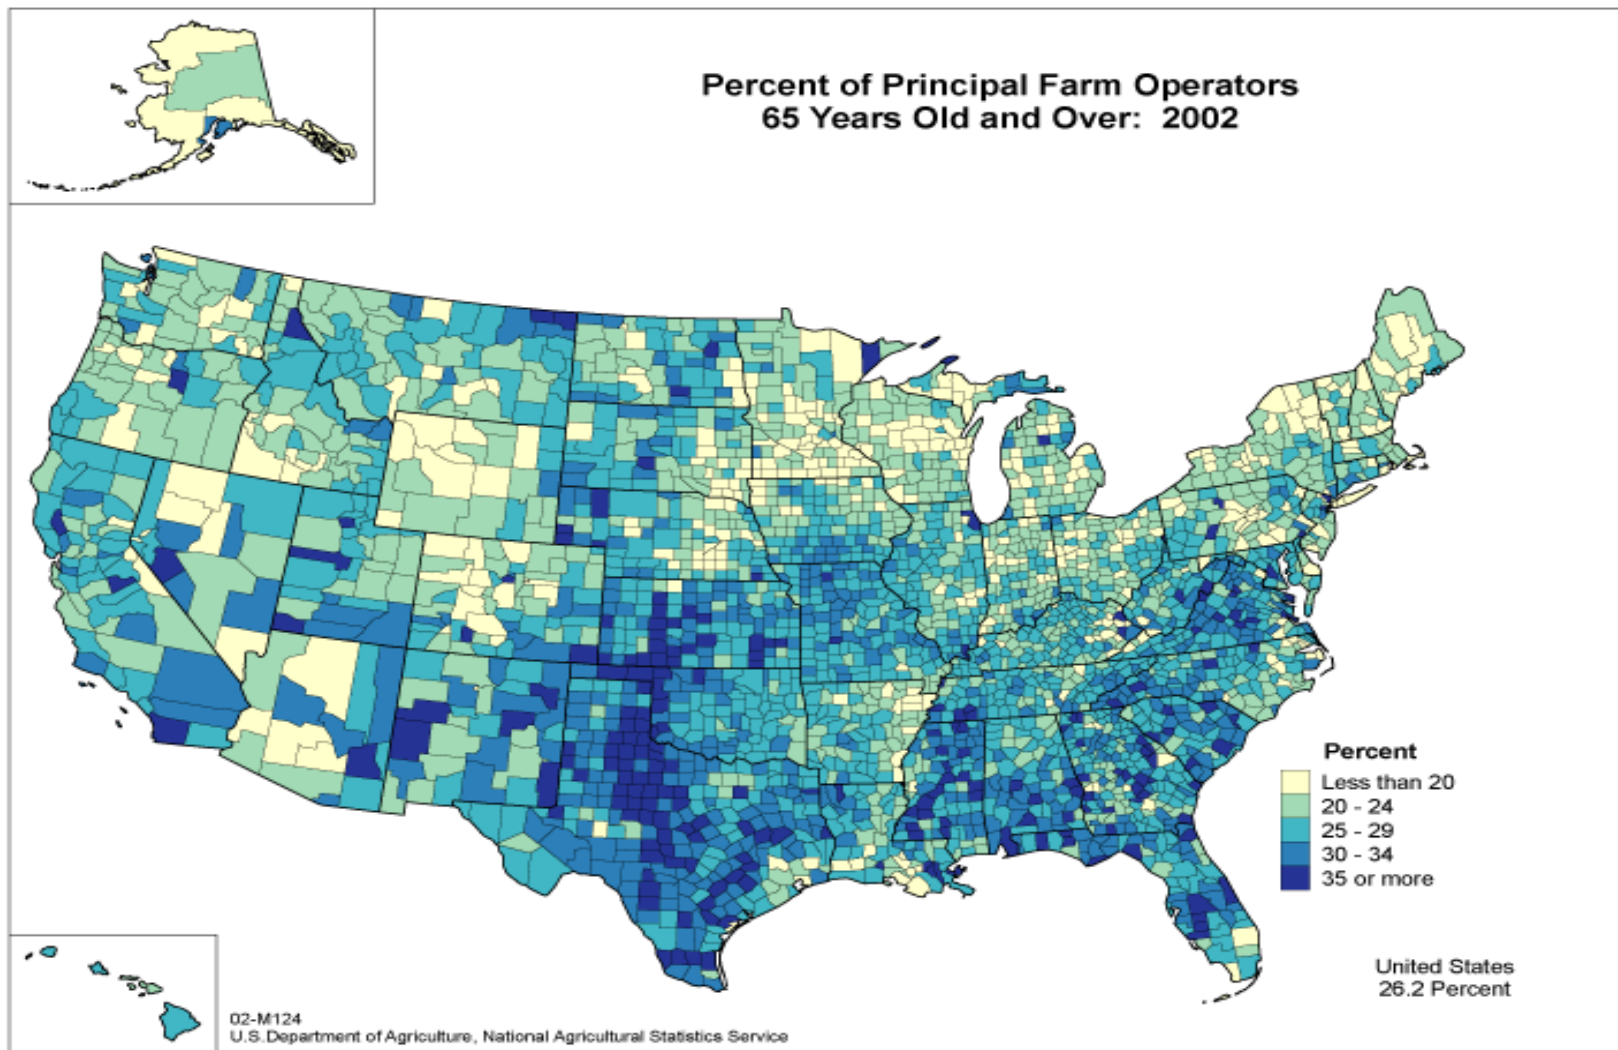 Percent of Principal Farm Operators
65 Years Old and Over: 2002
Percent
Less than 20
20 - 24
25 - 29
30 - 34
35 or more
United States
26.2 Percent
02-M124
U.S.Department of Agriculture, National Agricultural Statistics Service